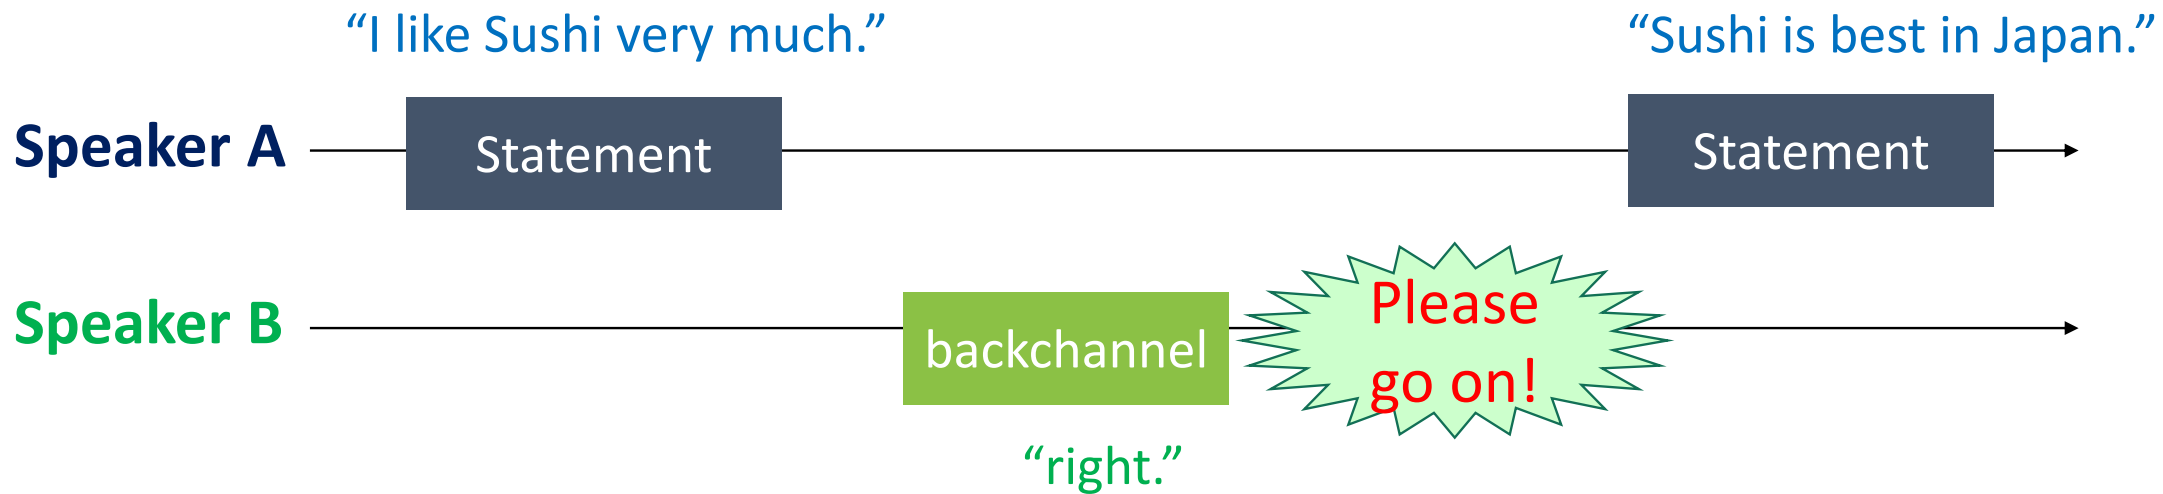 “I like Sushi very much.”
“Sushi is best in Japan.”
Speaker A
Statement
Statement
Speaker B
backchannel
Please
go on!
“right.”